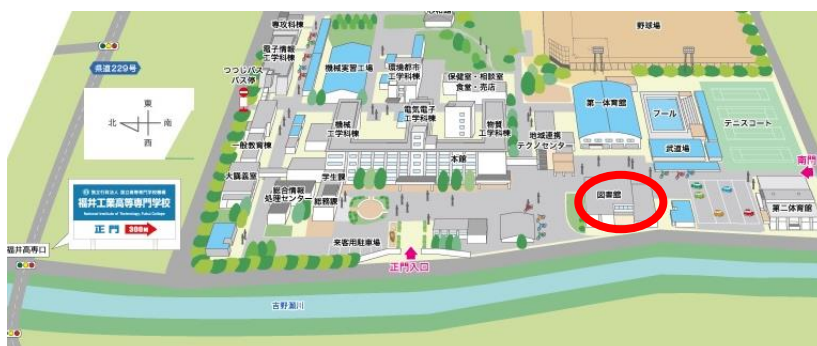 専攻科棟
野球場
電子情報
工学科棟
つつじバス
バス停
機械実習工場
環境都市
工学科棟
保健室・相談室
食堂・売店
県道229号
東
北
南
西
第一体育館
プール
テニスコート
電気電子
工学科棟
機械
工学科棟
物質
工学科棟
地域連携
テクノセンター
武道場
一般教育棟
本館
南門
大講義室
学生課
図書館
総合情報
処理センター
総務課
第二体育館
独立行政法人 国立高等専門学校機構
福井工業高等専門学校
National Institute of Technology, Fukui College
正門 300m
福井高専口
来客用駐車場
正門入口
吉野瀬川